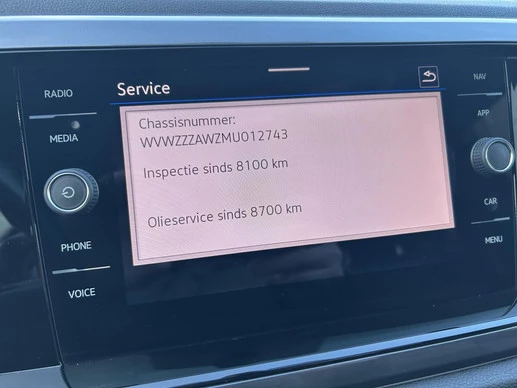 RADIO
Service
NAV
MEDIA
APP
Chassisnummer:
WVWZZZAWZMU012743
Inspectie sinds 8100 km
Olieservice sinds 8700 km
CAR
PHONE
MENU
VOICE